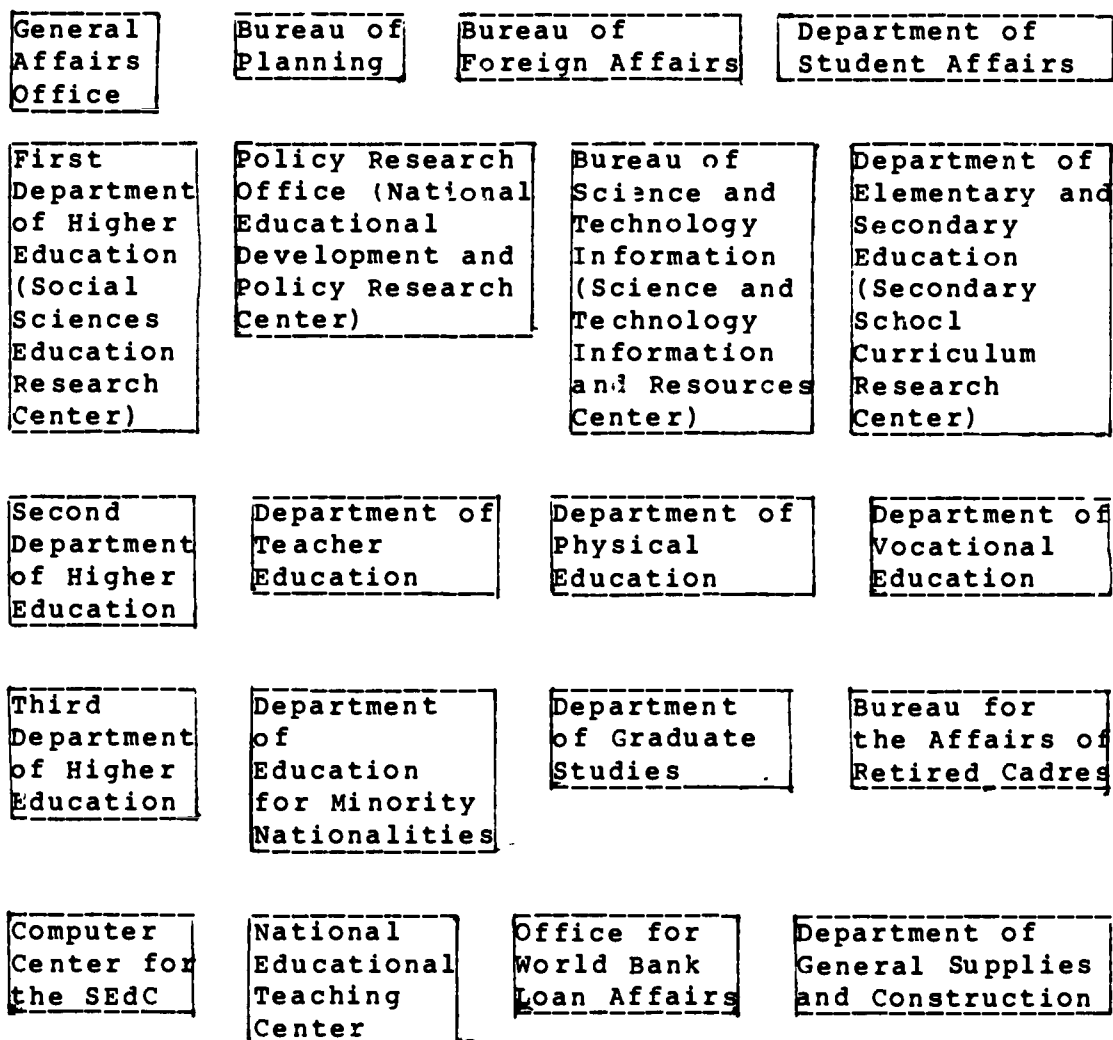 General
Affairs
Office
Bureau of
Planning
Bureau of
Foreign Affairs
Department of
Student Affairs
First
Department
of Higher
Education
(Social
Sciences
Education
Research
Center)
Policy Research
Office (National
Educational
Development and
Policy Research
Center)
Bureau of
Science and
Technology
Information
(Science and
Technology
Information
and Resources
Center)
Department of
Elementary and
Secondary
Education
(Secondary
Schocl
Curriculum
Research
Center)
Second
Department
of Higher
Education
Department of
Teacher
Education
Department of
Physical
Education
Department of
Vocational
Education
Third
Department
of Higher
Education
Department
of
Education
for Minority
Nationalities
Department
of Graduate
Studies
Bureau for
the Affairs of
Retired Cadres
Computer
Center for
the SEdC
National
Educational
Teaching
Center
Office for
World Bank
Loan Affairs
Department of
General Supplies
and Construction